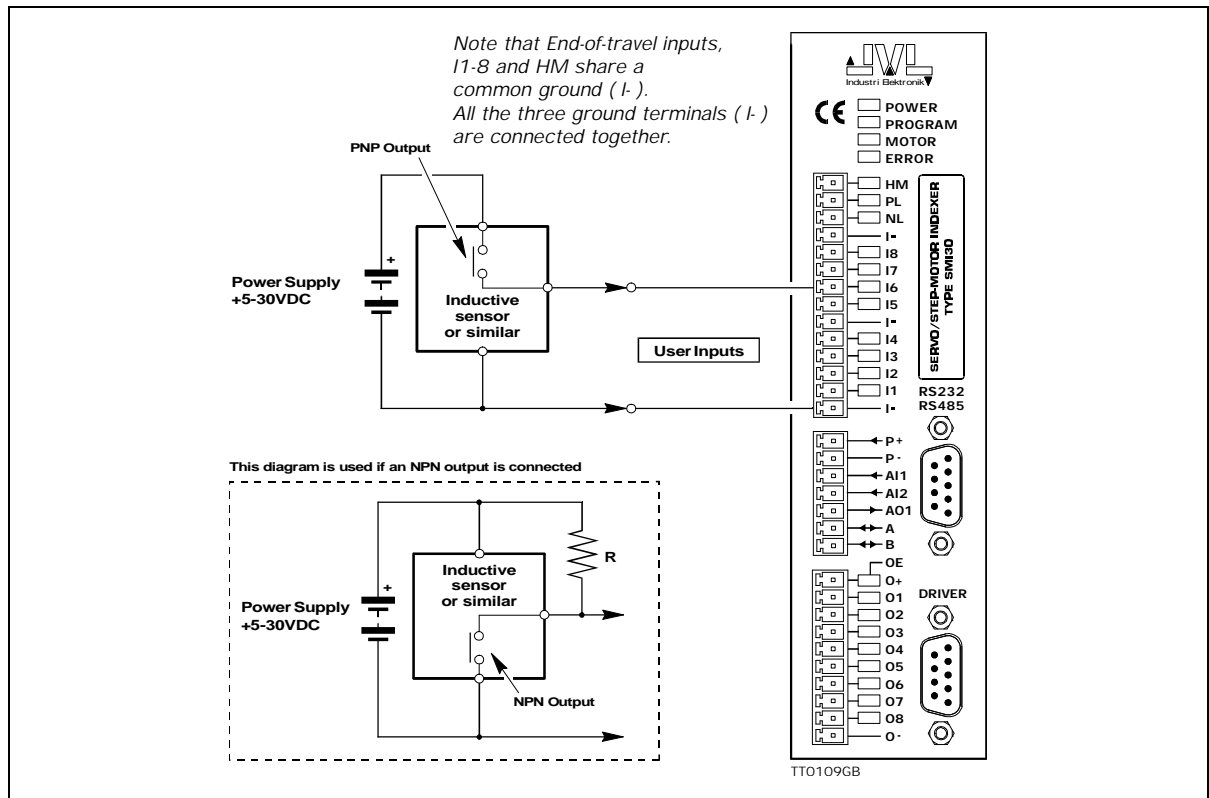 Note that End-of-travel inputs,
I1-8 and HM share a
common ground ( I- ).
All the three ground terminals ( I- )
are connected together.
PNP Output
Power Supply
+5-30VDC
+
Inductive
sensor
or similar
User Inputs
This diagram is used if an NPN output is connected
Power Supply
+5-30VDC
+
Inductive
sensor
or similar
R
NPN Output
JVL
Industri Elektronik
CE
POWER
PROGRAM
MOTOR
ERROR
HM
PL
NL
I-
I8
I7
I6
I5
I-
I4
I3
I2
I1
I-
SERVO/STEP-MOTOR INDEXER
TYPE SMI30
RS232
RS485
P+
P-
AI1
AI2
AO1
A
B
OE
O+
O1
O2
O3
O4
O5
O6
O7
O8
O-
DRIVER
TT0109GB